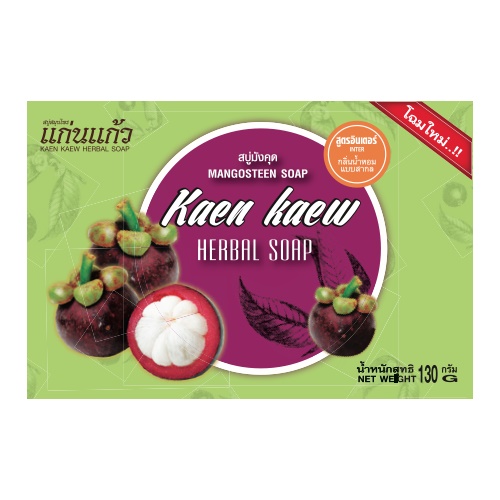 สบู่สมุนไพร
แก่นแก้ว
KAEN KAEW HERBAL SOAP
โฉมใหม่..!!
สบู่มังคุด
MANGOSTEEN SOAP
สูตรอินเตอร์
INTER
กลิ่นน้ำหอม
แบบสากล
Kaen kaew
HERBAL SOAP
น้ำหนักสุทธิ 130 กรัม
NET WEIGHT G